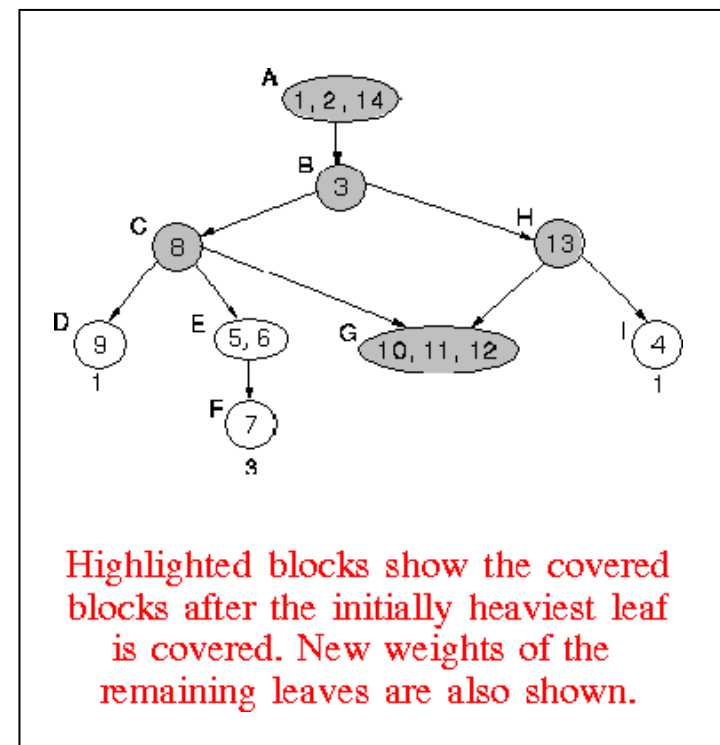 A
1, 2, 14
B
3
C
8
H
13
D
9
1
E
5, 6
G
10, 11, 12
I
4
1
F
7
3
Highlighted blocks show the covered
blocks after the initially heaviest leaf
is covered. New weights of the
remaining leaves are also shown.